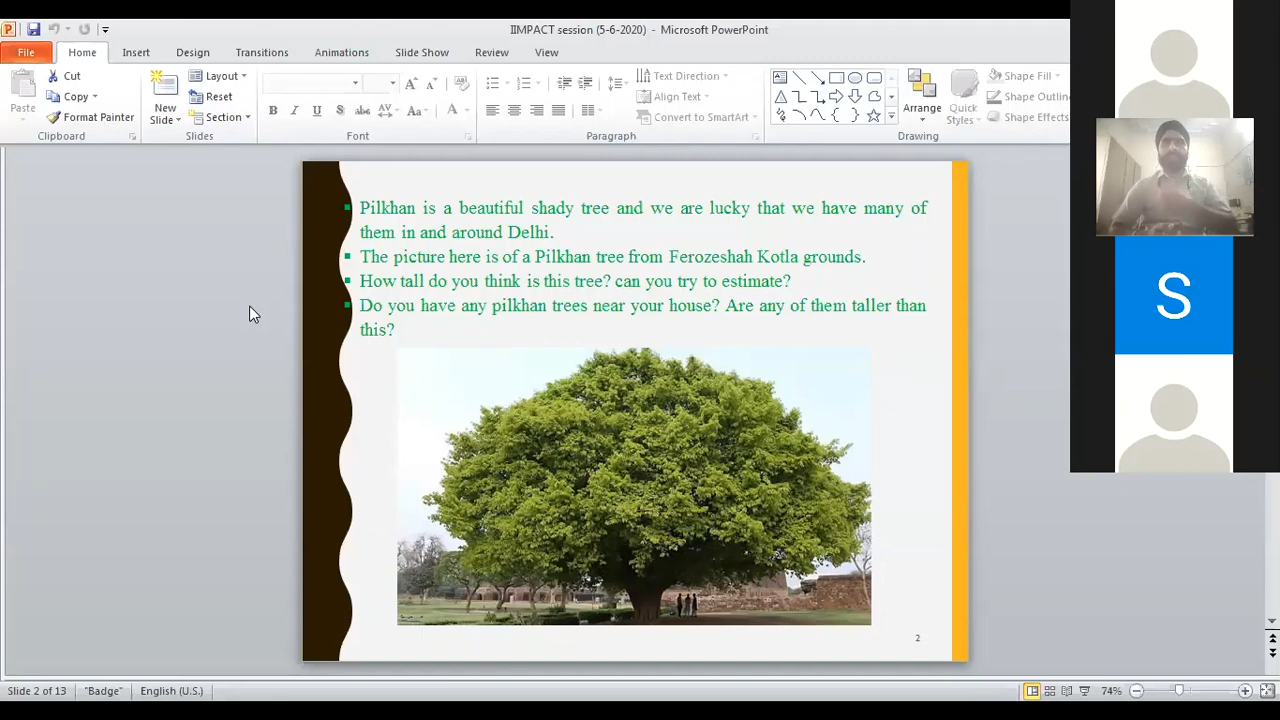 IIMPACT session (5-6-2020) - Microsoft PowerPoint
File Home Insert Design Transitions Animations Slide Show Review View
Paste
Cut
Copy
Format Painter
Clipboard
New Slide
Layout
Reset
Section
Slides
B I U S abc AV Aa A
Font
Text Direction
Align Text
Convert to SmartArt
Paragraph
Arrange
Quick Styles
Shape Fill
Shape Outlin
Shape Effects
Drawing
Pilkhan is a beautiful shady tree and we are lucky that we have many of
them in and around Delhi.
The picture here is of a Pilkhan tree from Ferozeshah Kotla grounds.
How tall do you think is this tree? can you try to estimate?
Do you have any pilkhan trees near your house? Are any of them taller than
this?
2
S
Slide 2 of 13 "Badge" English (U.S.) 74%